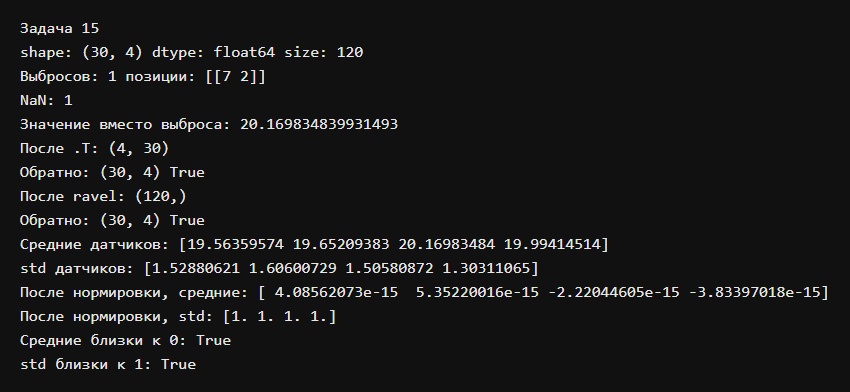 Задача 15
shape: (30, 4) dtype: float64 size: 120
Выбросов: 1 позиции: [[7 2]]
NaN: 1
Значение вместо выброса: 20.169834839931493
После .T: (4, 30)
Обратно: (30, 4) True
После ravel: (120,)
Обратно: (30, 4) True
Средние датчиков: [19.56359574 19.65209383 20.16983484 19.99414514]
std датчиков: [1.52880621 1.60600729 1.50580872 1.30311065]
После нормировки, средние: [ 4.08562073e-15  5.35220016e-15 -2.22044605e-15 -3.83397018e-15]
После нормировки, std: [1. 1. 1. 1.]
Средние близки к 0: True
std близки к 1: True